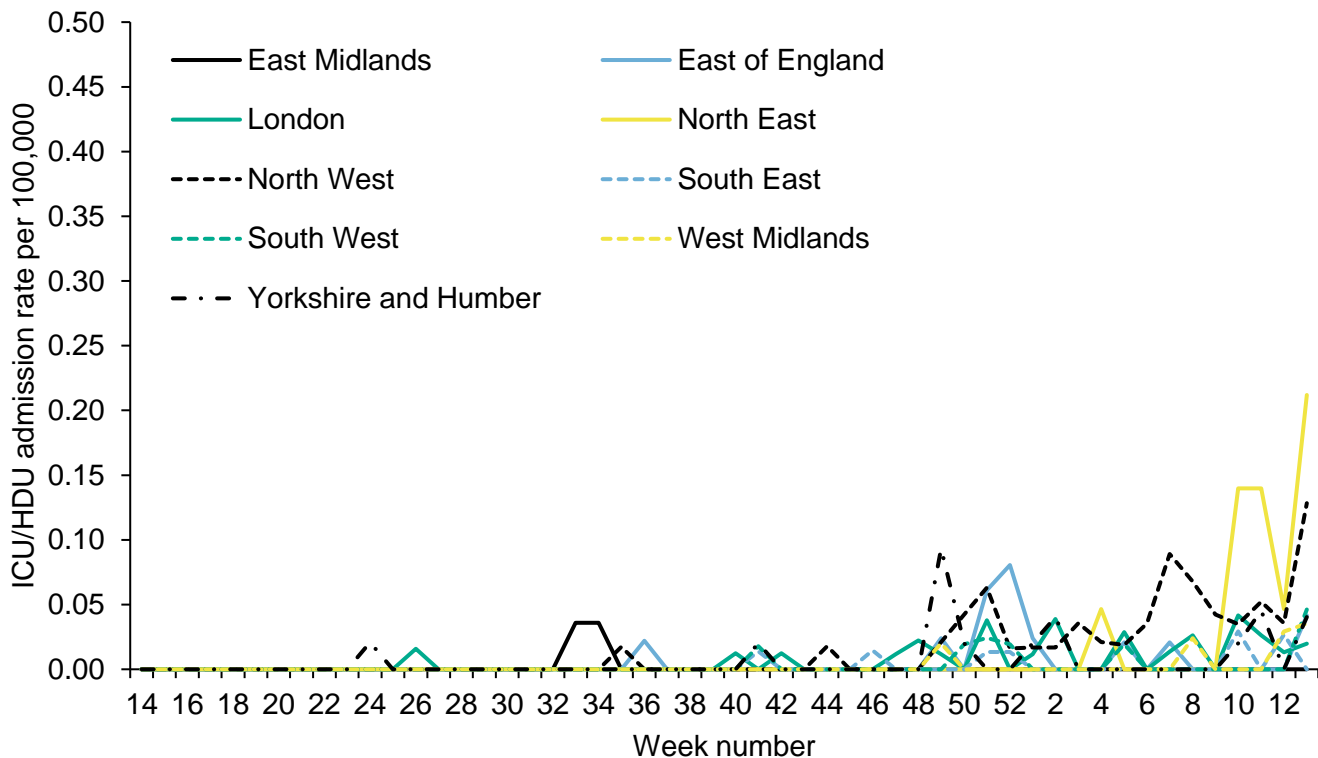 ICU/HDU admission rate per 100,000
0.50
0.45
0.40
0.35
0.30
0.25
0.20
0.15
0.10
0.05
0.00
East Midlands
East of England
London
North East
North West
South East
South West
West Midlands
Yorkshire and Humber
14 16 18 20 22 24 26 28 30 32 34 36 38 40 42 44 46 48 50 52 2 4 6 8 10 12
Week number